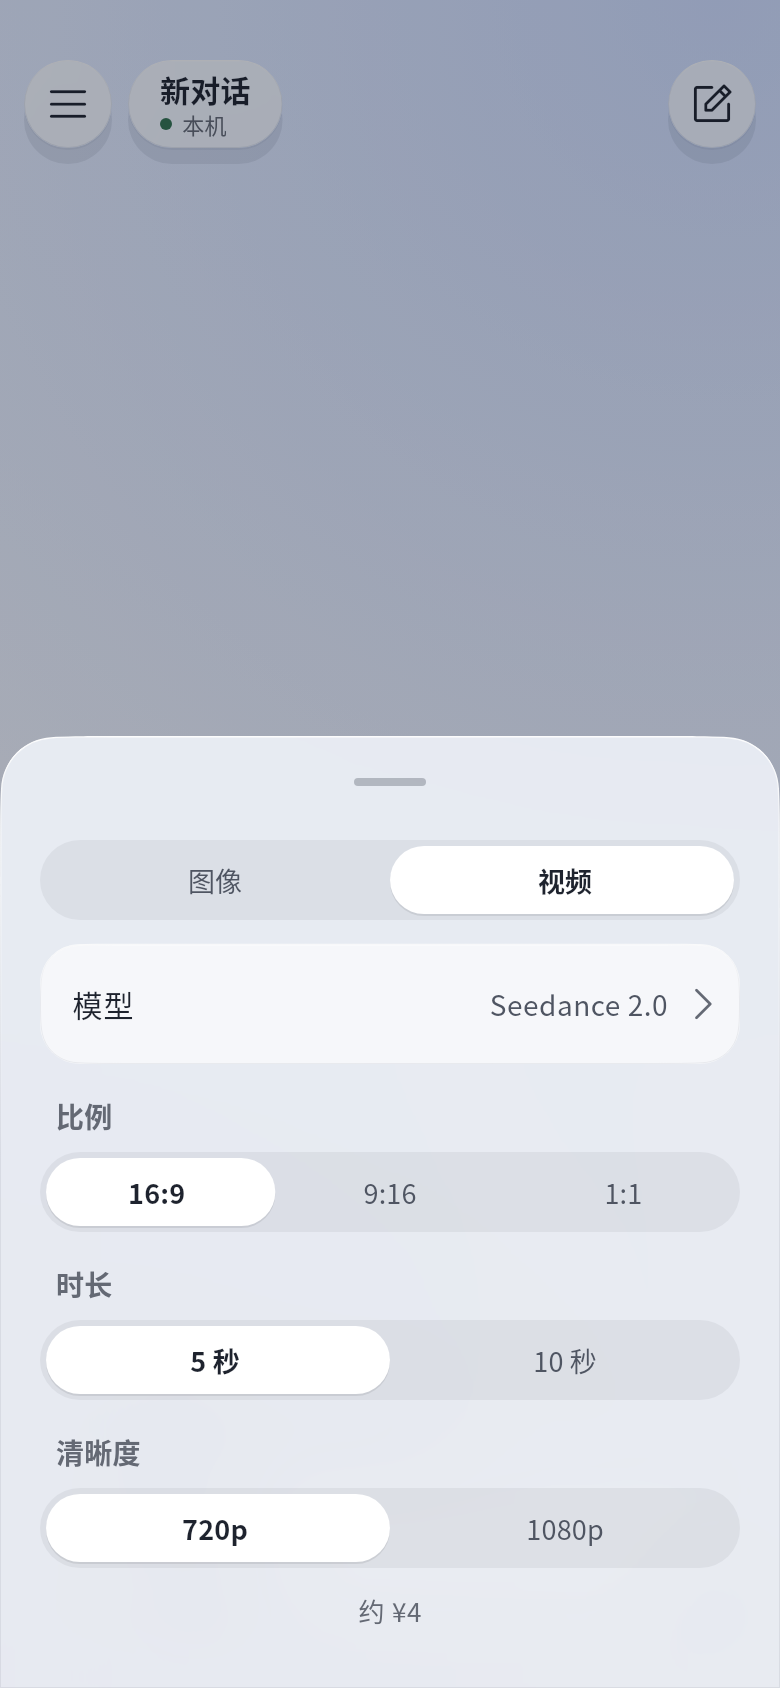 新对话
本机
图像
视频
模型
Seedance 2.0
比例
16:9
9:16
1:1
时长
5 秒
10 秒
清晰度
720p
1080p
约 ¥4